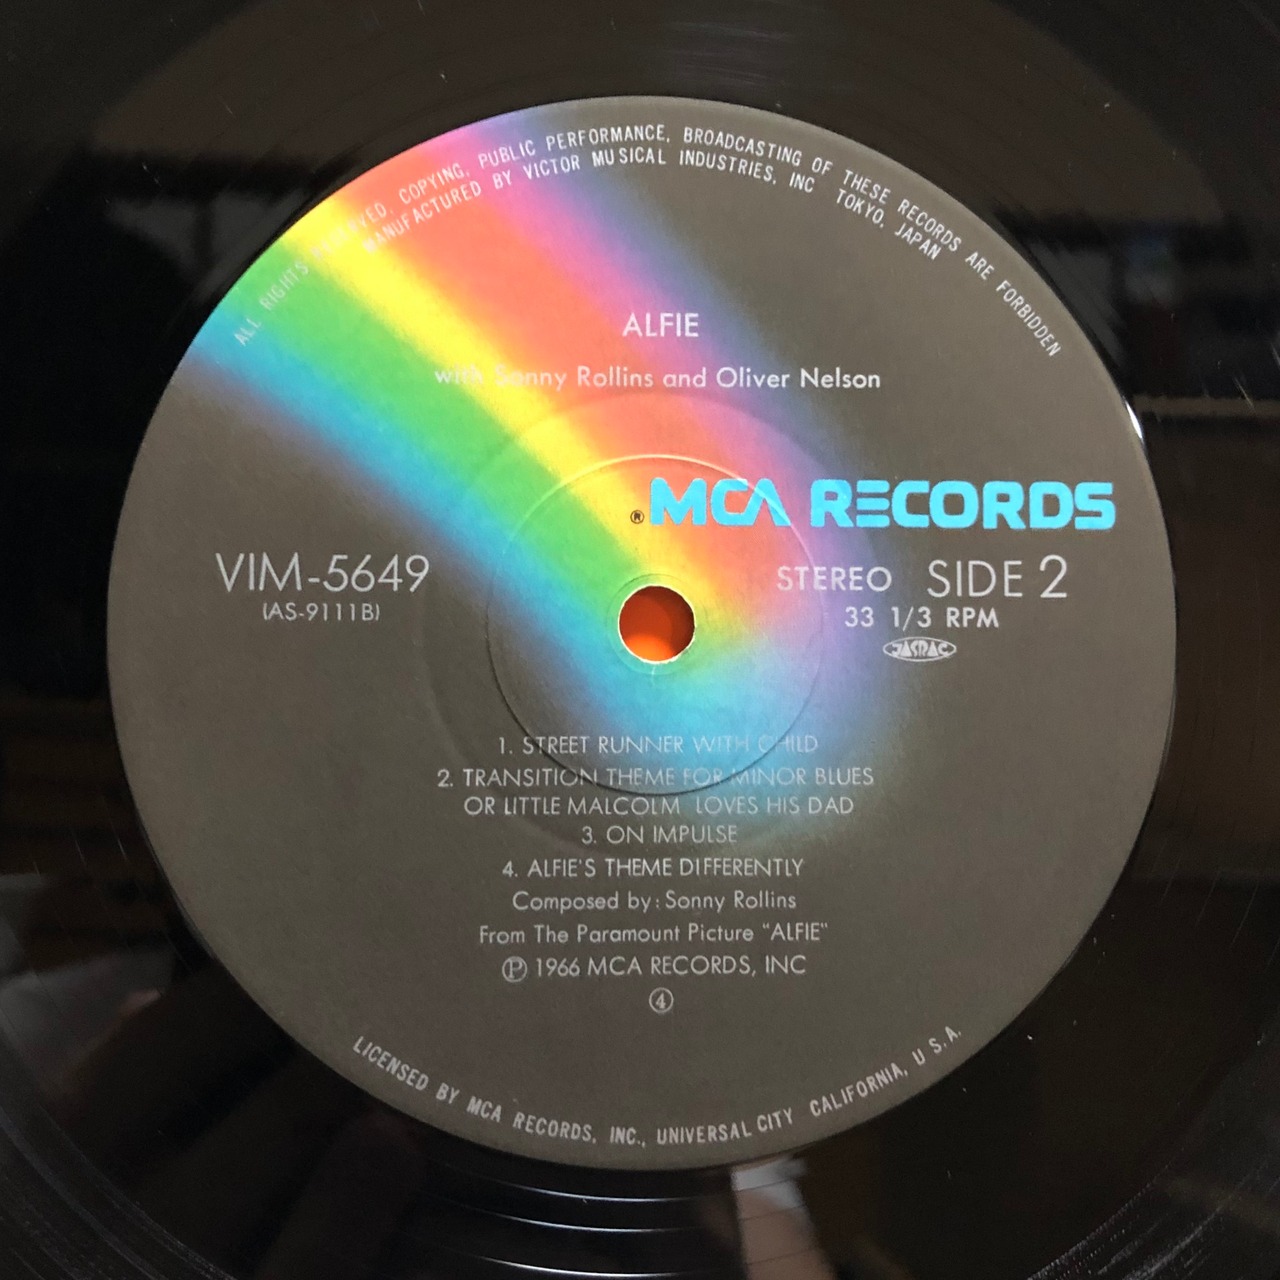 ALL RIGHTS RESERVED. COPYING, PUBLIC PERFORMANCE, BROADCASTING OF THESE RECORDS ARE FORBIDDEN
MANUFACTURED BY VICTOR MUSICAL INDUSTRIES, INC TOKYO, JAPAN
ALFIE
with Sonny Rollins and Oliver Nelson
® MCA RECORDS
VIM-5649
(AS-9111B)
STEREO SIDE 2
33 1/3 RPM
JASRAC
1. STREET RUNNER WITH CHILD
2. TRANSITION THEME FOR MINOR BLUES
OR LITTLE MALCOLM LOVES HIS DAD
3. ON IMPULSE
4. ALFIE'S THEME DIFFERENTLY
Composed by: Sonny Rollins
From The Paramount Picture "ALFIE"
℗ 1966 MCA RECORDS, INC
④
LICENSED BY MCA RECORDS, INC., UNIVERSAL CITY CALIFORNIA, U S.A.